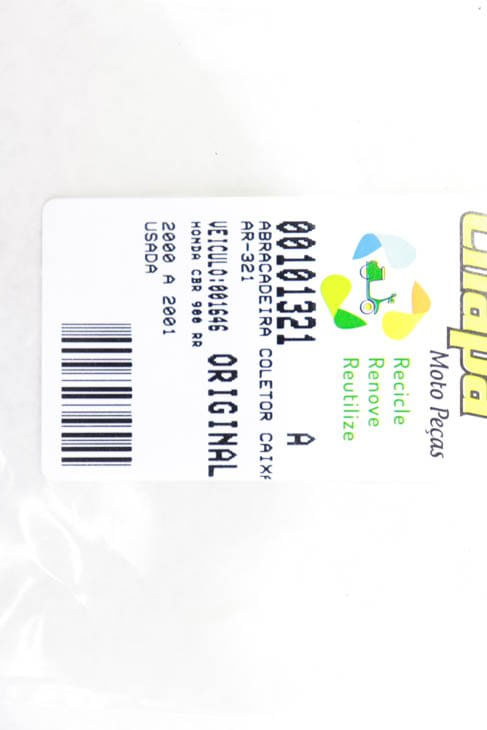 Moto Peças
Recicle
Renove
Reutilize
00101321 A
ABRACADEIRA COLETOR CAIXA
AR-321
VEICULO:001646 ORIGINAL
HONDA CBR 900 RR
2000 A 2001
USADA